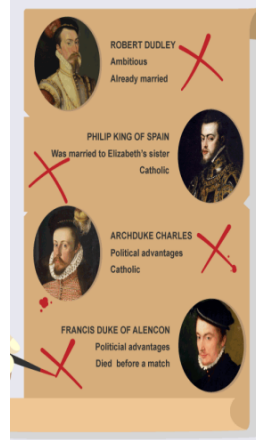 ROBERT DUDLEY
Ambitious
Already married
PHILIP KING OF SPAIN
Was married to Elizabeth's sister
Catholic
ARCHDUKE CHARLES
Political advantages
Catholic
FRANCIS DUKE OF ALENCON
Politicial advantages
Died before a match